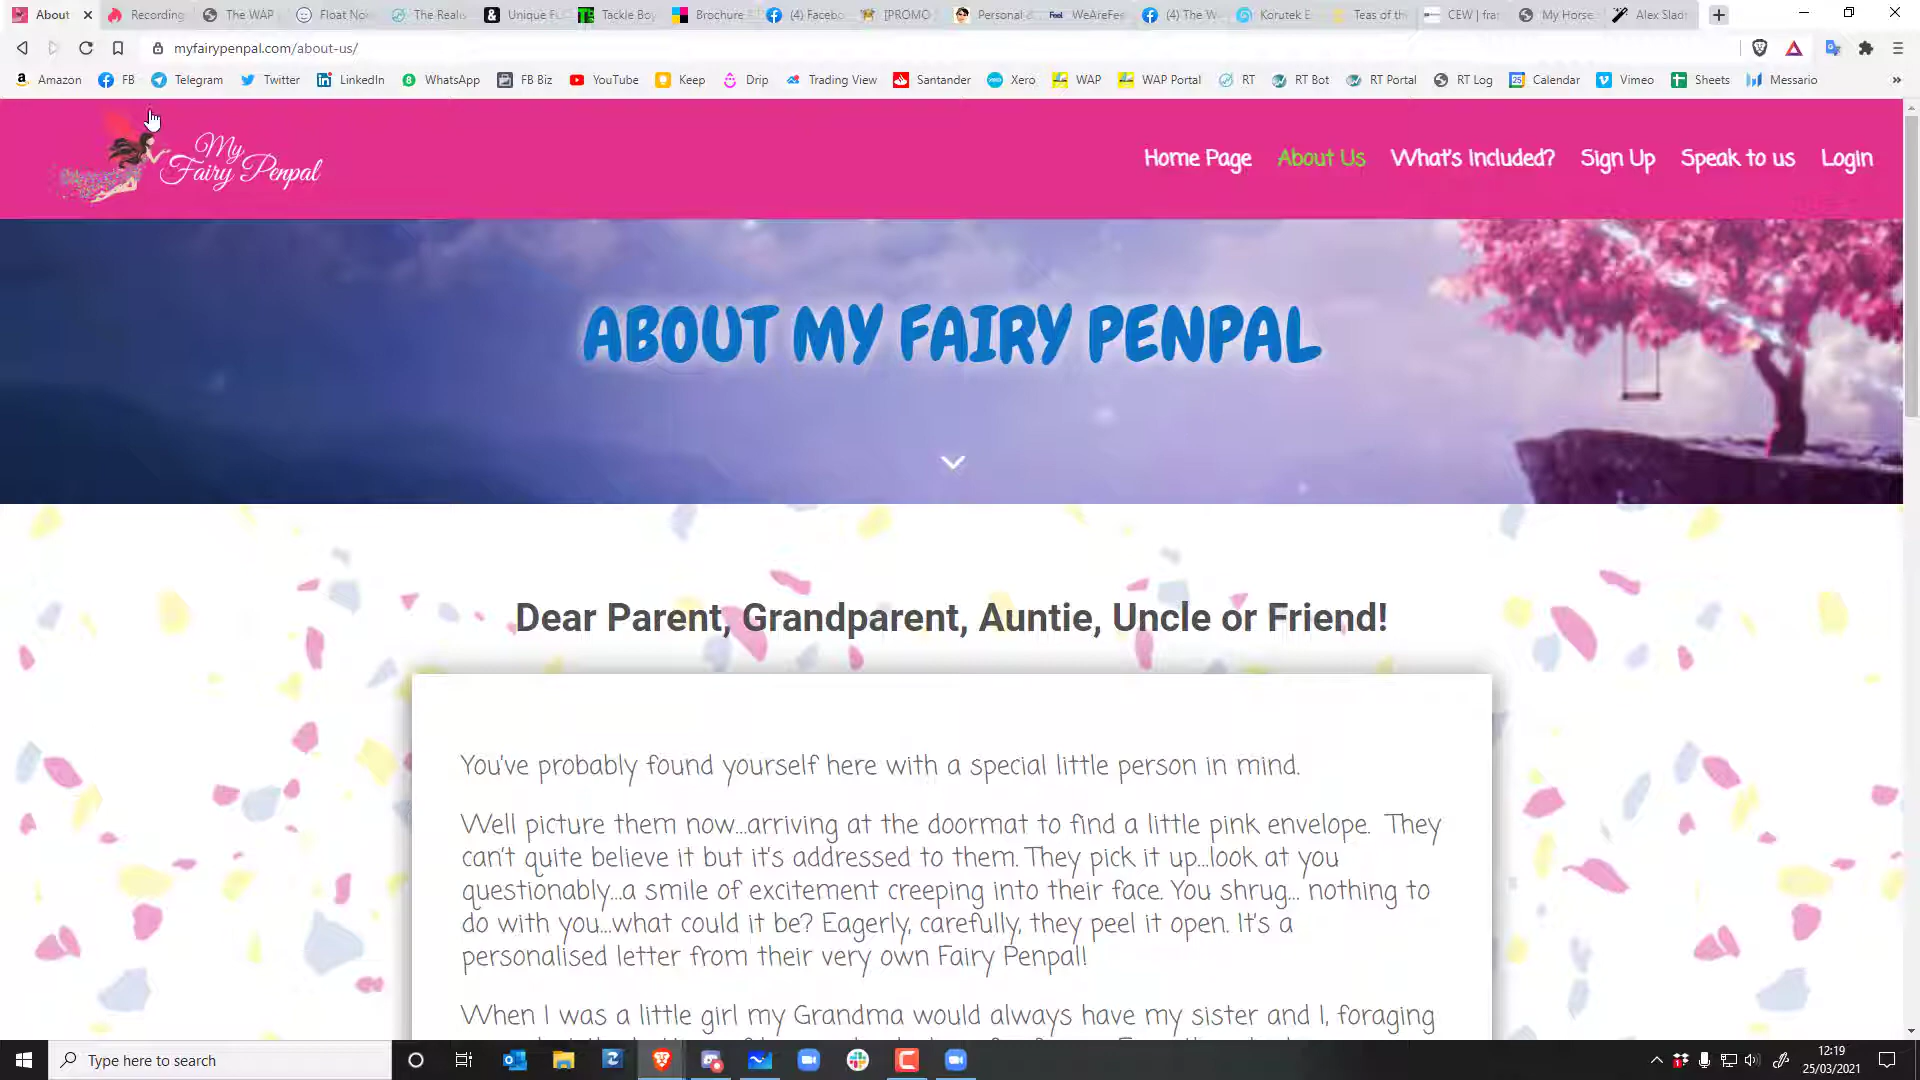 About
Recording
The WAP
Float No
The Realis
Unique Fl
Tackle Boy
Brochure
(4) Facebo
[PROMO
Personal
WeAreFes
(4) The W
Korutek E
Teas of th
CEW | fra
My Horse
Alex Slad
myfairypenpal.com/about-us/
Amazon FB Telegram Twitter LinkedIn WhatsApp FB Biz YouTube Keep Drip Trading View Santander Xero WAP WAP Portal RT RT Bot RT Portal RT Log Calendar Vimeo Sheets Messario »
My
Fairy Penpal
Home Page About Us What's Included? Sign Up Speak to us Login
ABOUT MY FAIRY PENPAL
Dear Parent, Grandparent, Auntie, Uncle or Friend!
You've probably found yourself here with a special little person in mind.
Well picture them now...arriving at the doormat to find a little pink envelope. They
can't quite believe it but it's addressed to them. They pick it up...look at you
questionably...a smile of excitement creeping into their face. You shrug... nothing to
do with you...what could it be? Eagerly, carefully, they peel it open. It's a
personalised letter from their very own Fairy Penpal!
When I was a little girl my Grandma would always have my sister and I, foraging
Type here to search
12:19
25/03/2021